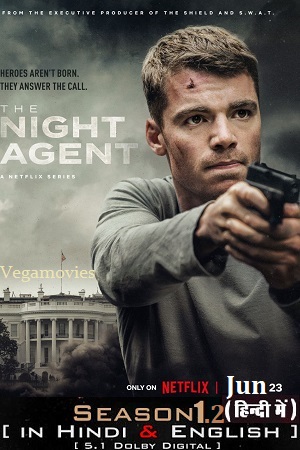 FROM THE EXECUTIVE PRODUCER OF THE SHIELD AND S.W.A.T.
HEROES AREN'T BORN.
THEY ANSWER THE CALL.
THE
NIGHT
AGENT
A NETFLIX SERIES
Vegamovies
ONLY ON NETFLIX | Jun 23
SEASON 1.2 (हिन्दी में)
[ IN HINDI & ENGLISH ]
[ 5.1 DOLBY DIGITAL ]